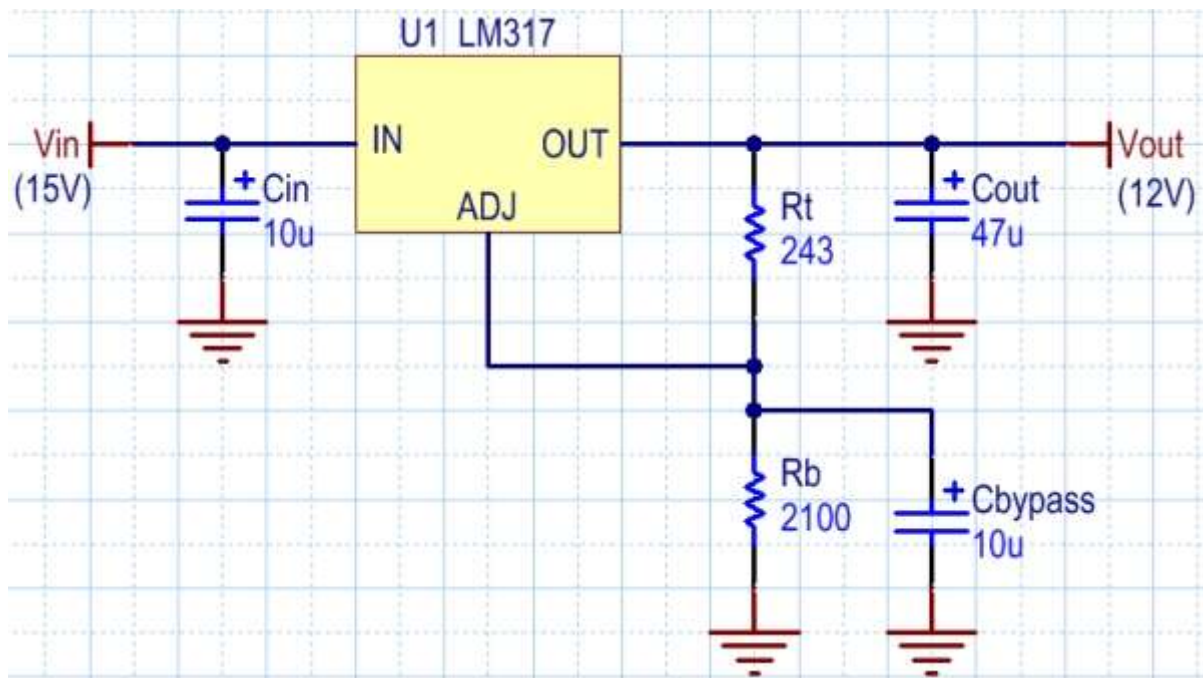 U1 LM317
Vin
(15V)
IN
OUT
ADJ
Vout
(12V)
+
Cin
10u
Rt
243
+
Cout
47u
Rb
2100
+
Cbypass
10u